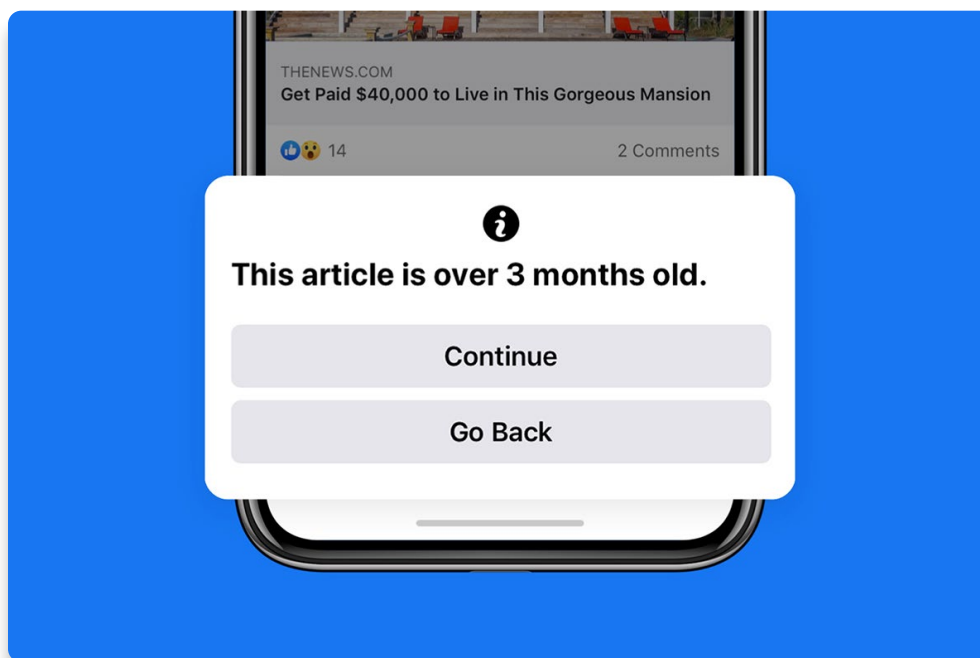 THENEWS.COM
Get Paid $40,000 to Live in This Gorgeous Mansion
14
2 Comments
This article is over 3 months old.
Continue
Go Back